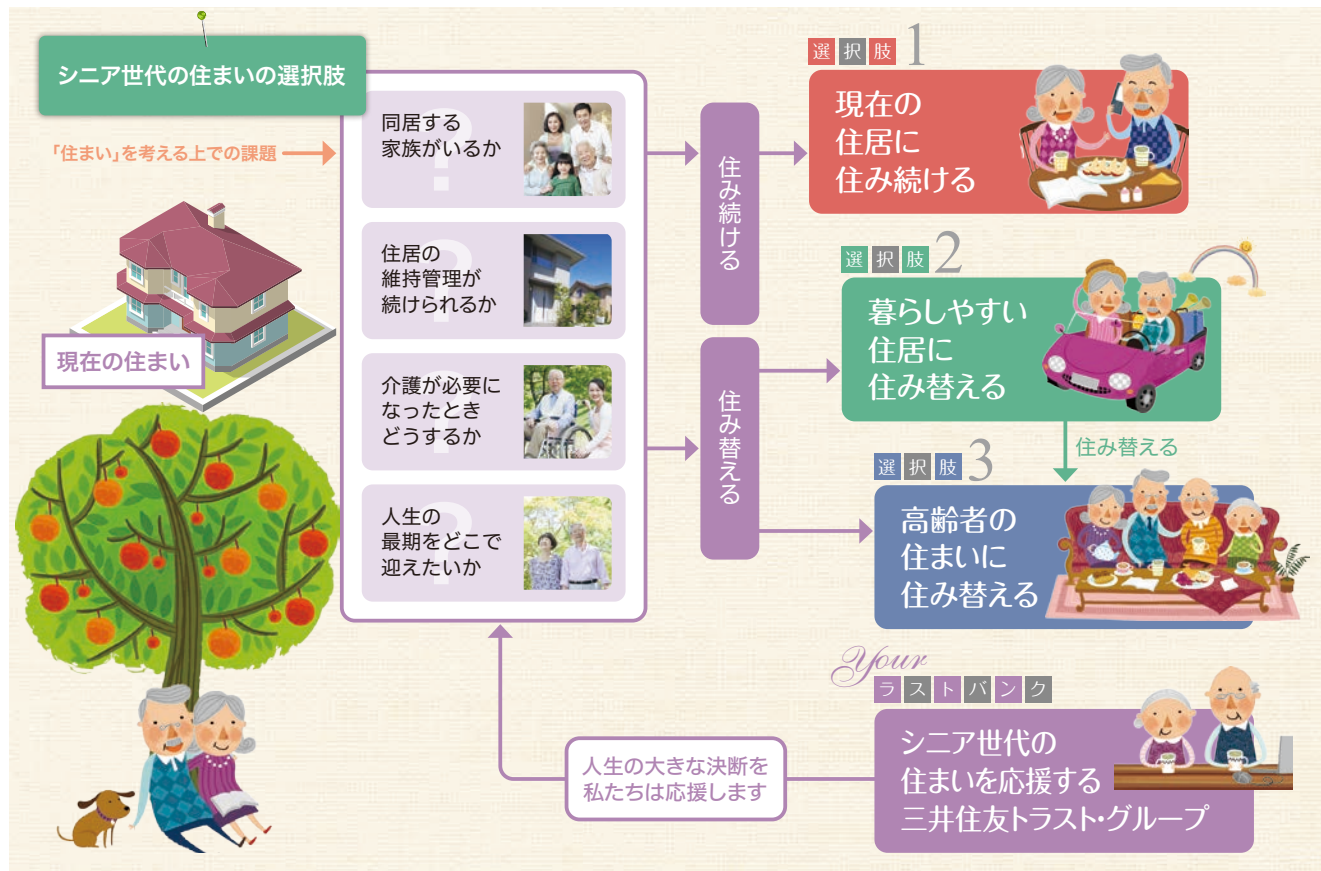 シニア世代の住まいの選択肢
「住まい」を考える上での課題
現在の住まい
同居する
家族がいるか
住居の
維持管理が
続けられるか
介護が必要に
なったとき
どうするか
人生の
最期をどこで
迎えたいか
住み続ける
住み替える
選択肢1
現在の
住居に
住み続ける
選択肢2
暮らしやすい
住居に
住み替える
住み替える
選択肢3
高齢者の
住まいに
住み替える
Your
ラストバンク
シニア世代の
住まいを応援する
三井住友トラスト・グループ
人生の大きな決断を
私たちは応援します